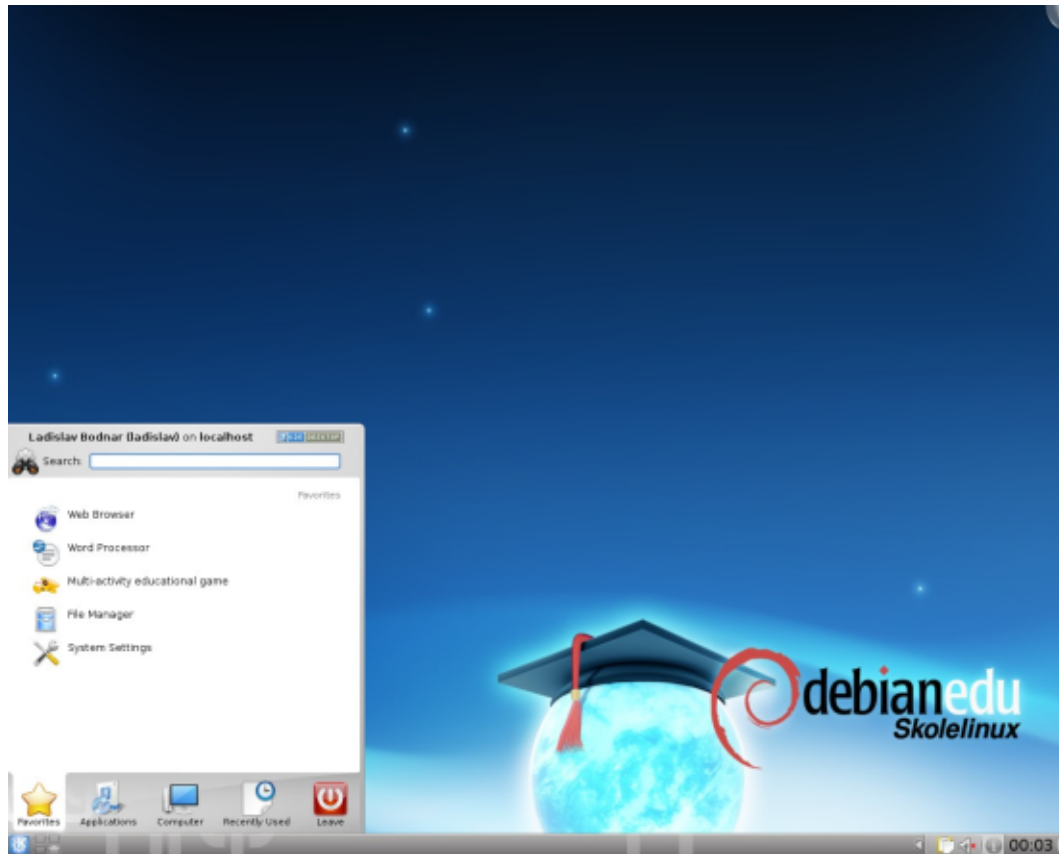 Ladislav Bodnar (ladislav) on localhost
Search:
Favorites
Web Browser
Word Processor
Multi-activity educational game
File Manager
System Settings
Favorites
Applications
Computer
Recently Used
Leave
debianedu
Skolelinux
00:03